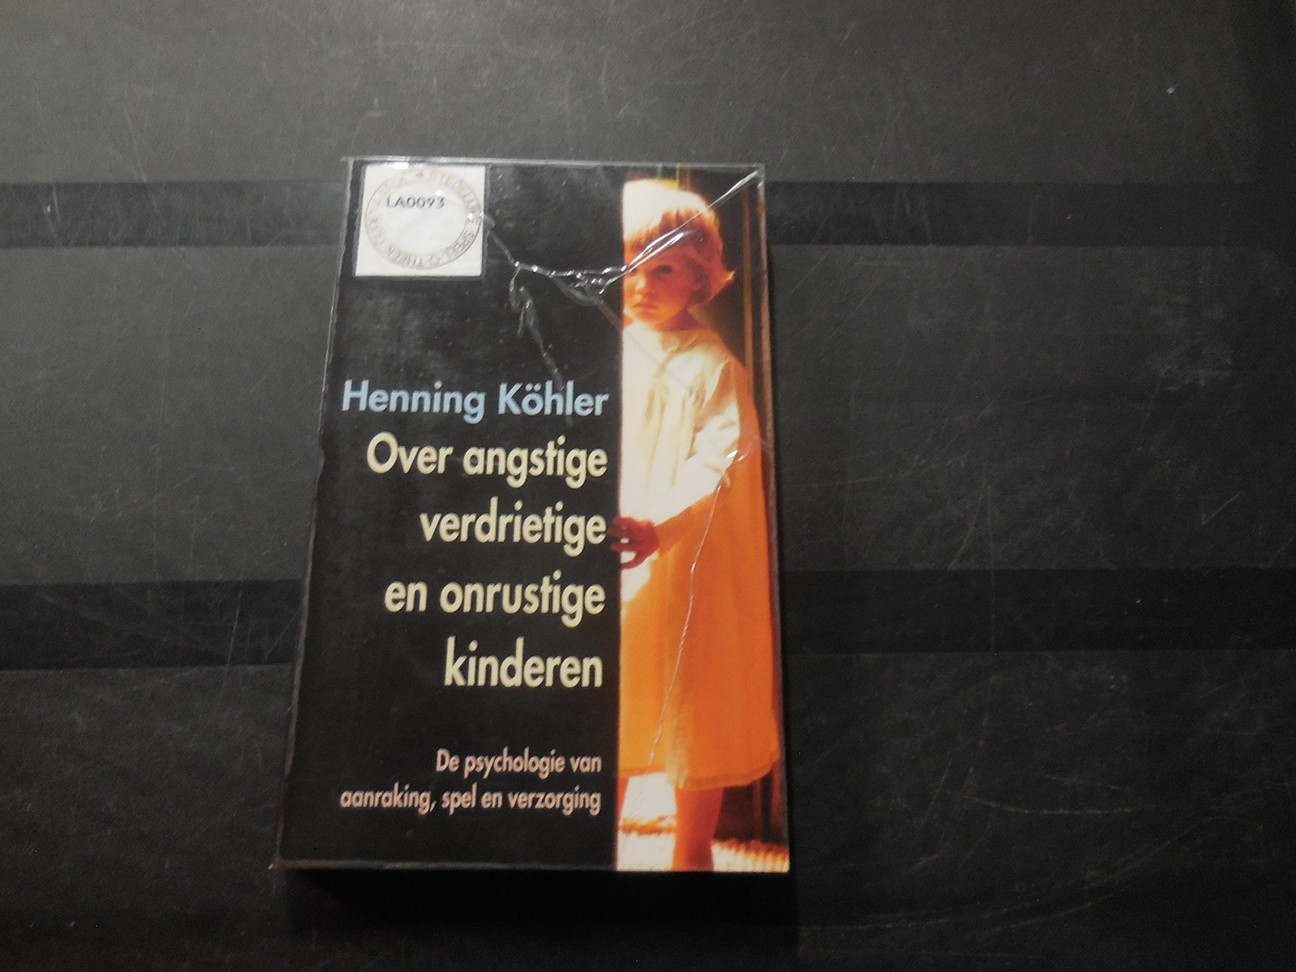 LA0093
Henning Köhler
Over angstige
verdrietige
en onrustige
kinderen
De psychologie van
aanraking, spel en verzorging